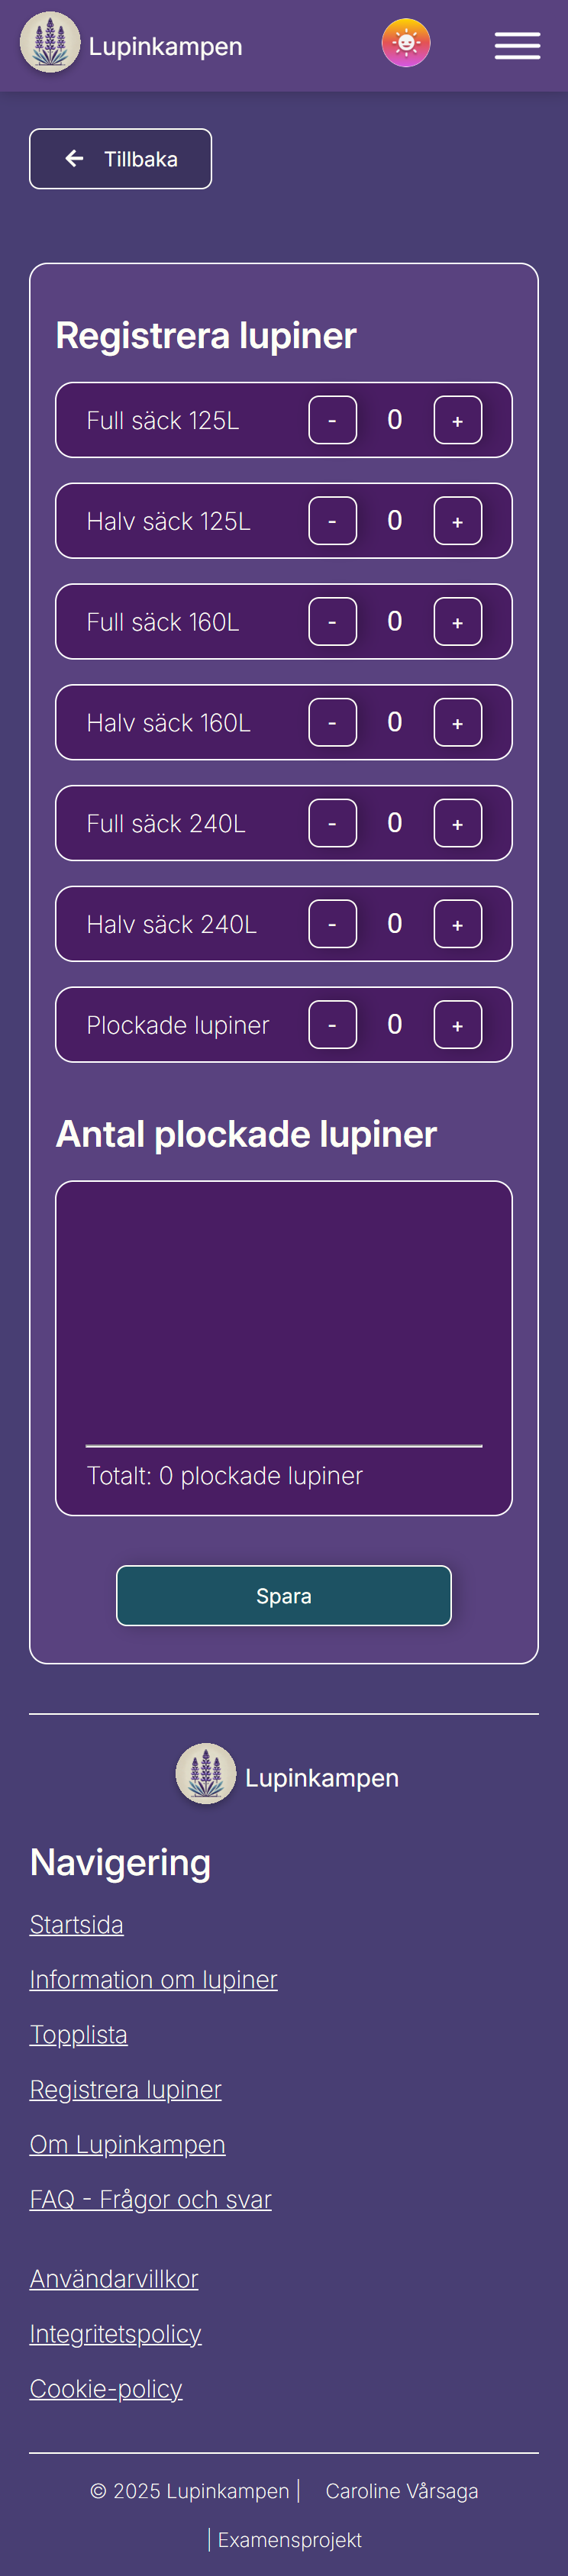 Lupinkampen
← Tillbaka
Registrera lupiner
Full säck 125L - 0 +
Halv säck 125L - 0 +
Full säck 160L - 0 +
Halv säck 160L - 0 +
Full säck 240L - 0 +
Halv säck 240L - 0 +
Plockade lupiner - 0 +
Antal plockade lupiner
Totalt: 0 plockade lupiner
Spara
Lupinkampen
Navigering
Startsida
Information om lupiner
Topplista
Registrera lupiner
Om Lupinkampen
FAQ - Frågor och svar
Användarvillkor
Integritetspolicy
Cookie-policy
© 2025 Lupinkampen | Caroline Vårsaga
| Examensprojekt